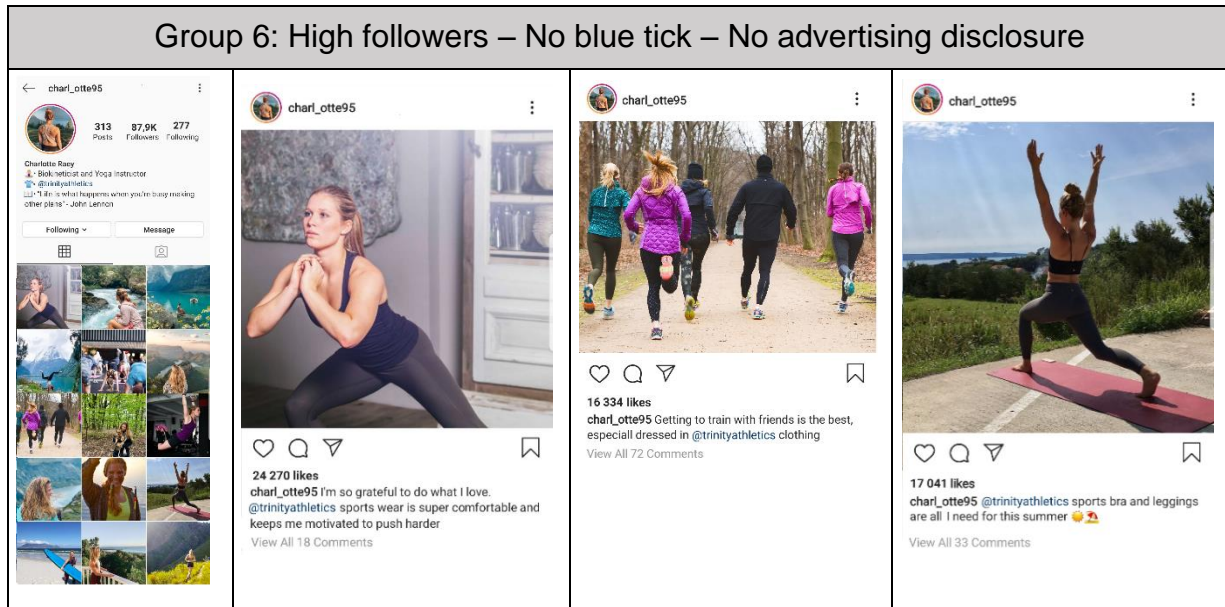 Group 6: High followers – No blue tick – No advertising disclosure
charl_otte95
313 87,9K 277
Posts Followers Following
Charlotte Raey
• Biokineticist and Yoga Instructor
• @trinityathletics
• "Life is what happens when you're busy making
other plans" - John Lennon
Following Message
charl_otte95
24 270 likes
charl_otte95 I'm so grateful to do what I love.
@trinityathletics sports wear is super comfortable and
keeps me motivated to push harder
View All 18 Comments
charl_otte95
16 334 likes
charl_otte95 Getting to train with friends is the best,
especiall dressed in @trinityathletics clothing
View All 72 Comments
charl_otte95
17 041 likes
charl_otte95 @trinityathletics sports bra and leggings
are all I need for this summer
View All 33 Comments